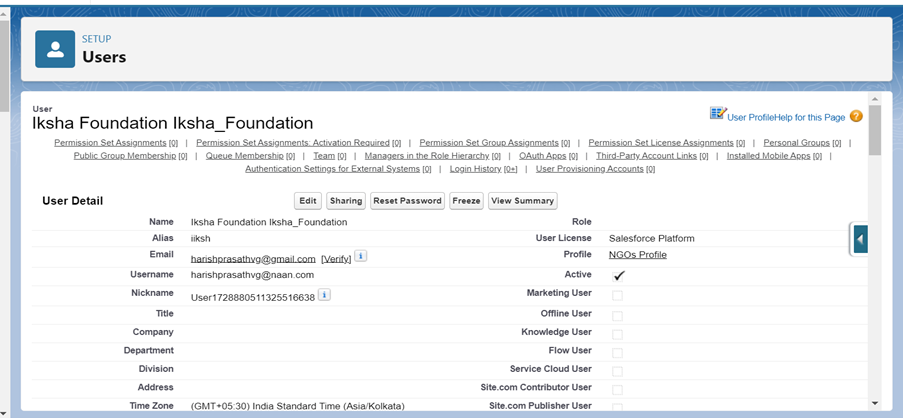 SETUP
Users
User
Iksha Foundation Iksha_Foundation
User ProfileHelp for this Page
Permission Set Assignments [0] | Permission Set Assignments: Activation Required [0] | Permission Set Group Assignments [0] | Permission Set License Assignments [0] | Personal Groups [0] |
Public Group Membership [0] | Queue Membership [0] | Team [0] | Managers in the Role Hierarchy [0] | OAuth Apps [0] | Third-Party Account Links [0] | Installed Mobile Apps [0] |
Authentication Settings for External Systems [0] | Login History [0+] | User Provisioning Accounts [0]
User Detail Edit Sharing Reset Password Freeze View Summary
Name Iksha Foundation Iksha_Foundation Role
Alias iiksh User License Salesforce Platform
Email harishprasathvg@gmail.com [Verify] i Profile NGOs Profile
Username harishprasathvg@naan.com Active
Nickname User1728880511325516638 i Marketing User
Title Offline User
Company Knowledge User
Department Flow User
Division Service Cloud User
Address Site.com Contributor User
Time Zone (GMT+05:30) India Standard Time (Asia/Kolkata) Site.com Publisher User